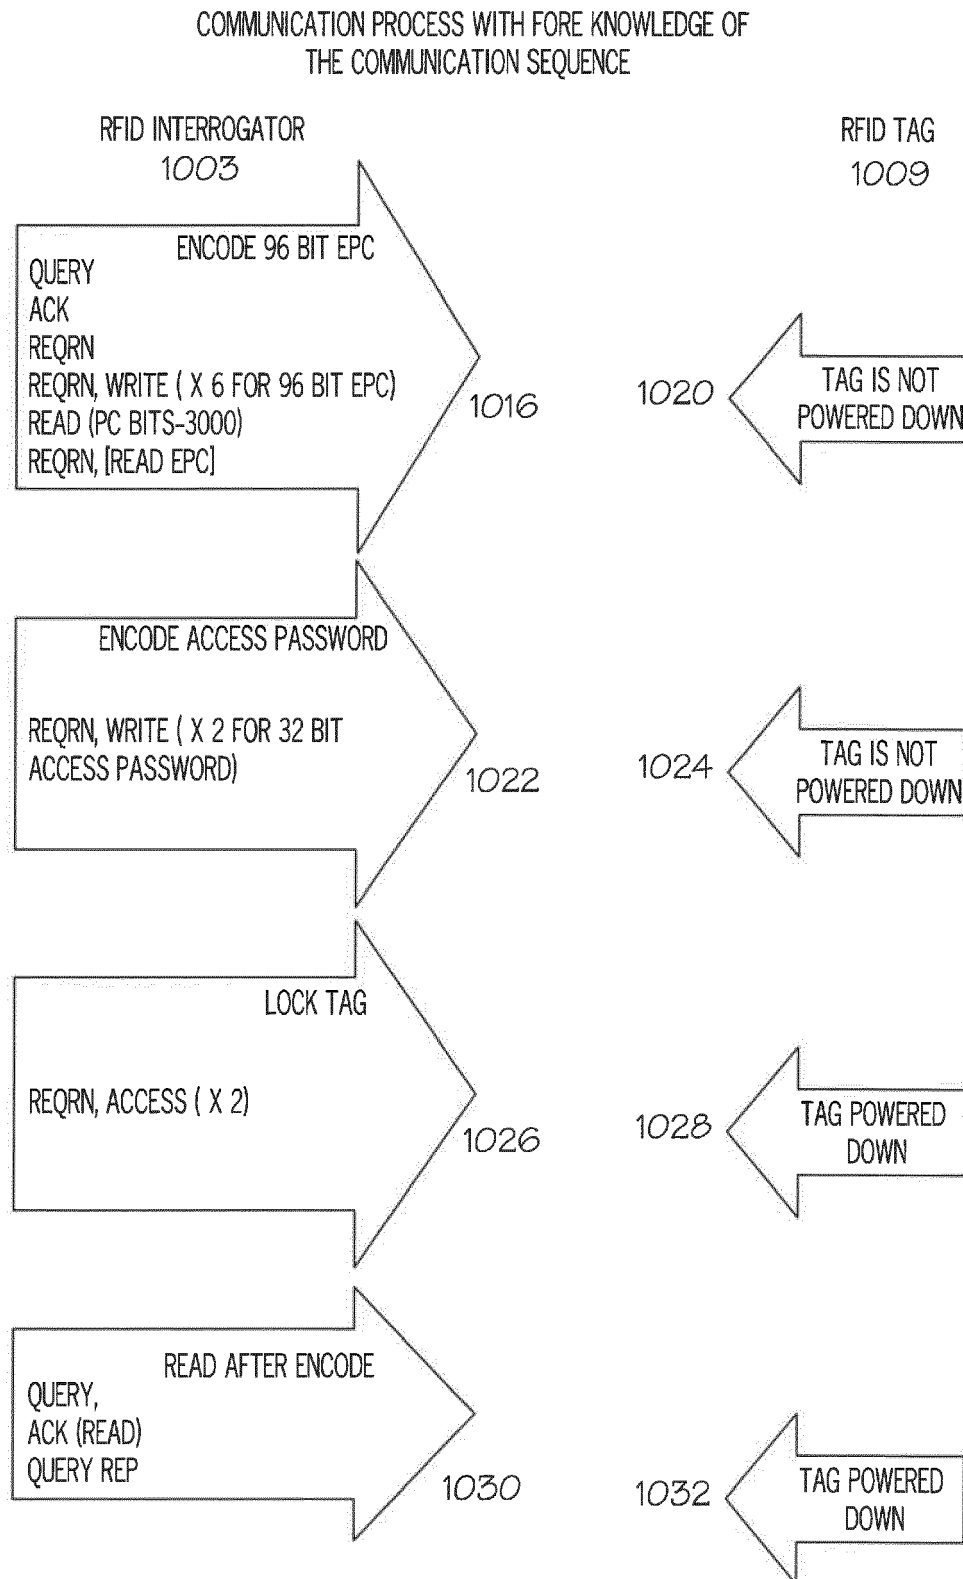 COMMUNICATION PROCESS WITH FORE KNOWLEDGE OF
THE COMMUNICATION SEQUENCE
RFID INTERROGATOR
1003
RFID TAG
1009
ENCODE 96 BIT EPC
QUERY
ACK
REQRN
REQRN, WRITE ( X 6 FOR 96 BIT EPC)
READ (PC BITS-3000)
REQRN, [READ EPC]
1016
1020
TAG IS NOT
POWERED DOWN
ENCODE ACCESS PASSWORD
REQRN, WRITE ( X 2 FOR 32 BIT
ACCESS PASSWORD)
1022
1024
TAG IS NOT
POWERED DOWN
LOCK TAG
REQRN, ACCESS ( X 2)
1026
1028
TAG POWERED
DOWN
READ AFTER ENCODE
QUERY,
ACK (READ)
QUERY REP
1030
1032
TAG POWERED
DOWN